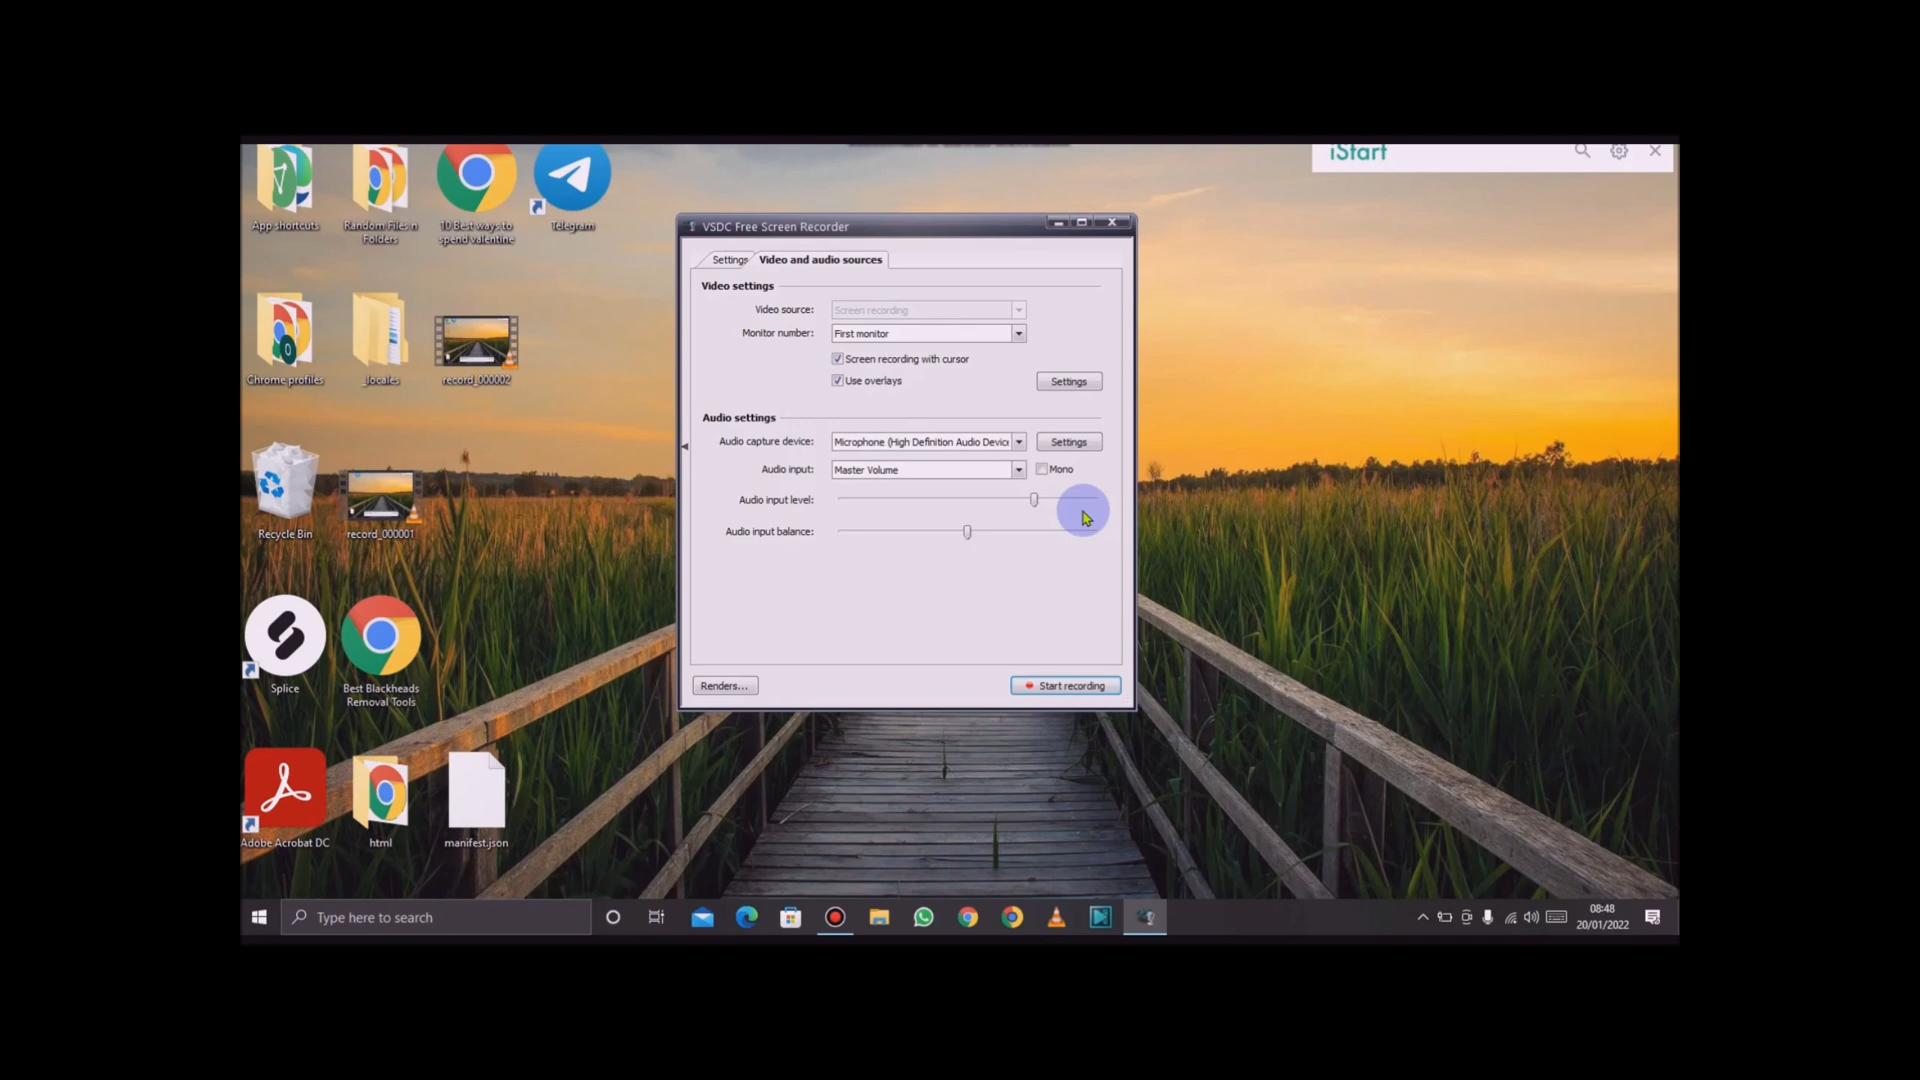 iStart
App shortcuts
Random Files n
Folders
10 Best ways to
spend valentine
Telegram
Chrome profiles
_locales
record_000002
Recycle Bin
record_000001
Splice
Best Blackheads
Removal Tools
Adobe Acrobat DC
html
manifest.json
VSDC Free Screen Recorder
Settings
Video and audio sources
Video settings
Video source: Screen recording
Monitor number: First monitor
Screen recording with cursor
Use overlays
Settings
Audio settings
Audio capture device: Microphone (High Definition Audio Device
Settings
Audio input: Master Volume
Mono
Audio input level:
Audio input balance:
Renders...
Start recording
Type here to search
08:48
20/01/2022